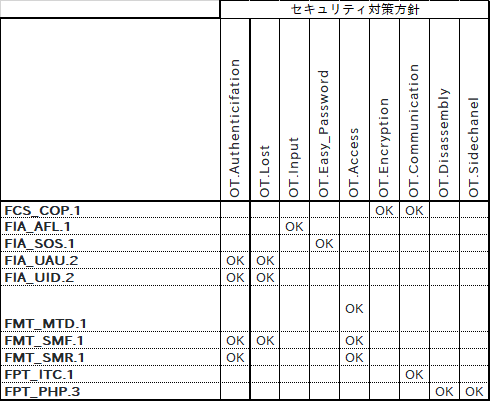 セキュリティ対策方針
OT.Authenticifation
OT.Lost
OT.Input
OT.Easy_Password
OT.Access
OT.Encryption
OT.Communication
OT.Disassembly
OT.Sidechanel
FCS_COP.1 OK OK
FIA_AFL.1 OK
FIA_SOS.1 OK
FIA_UAU.2 OK OK
FIA_UID.2 OK OK
FMT_MTD.1 OK
FMT_SMF.1 OK OK OK
FMT_SMR.1 OK OK
FPT_ITC.1 OK
FPT_PHP.3 OK OK